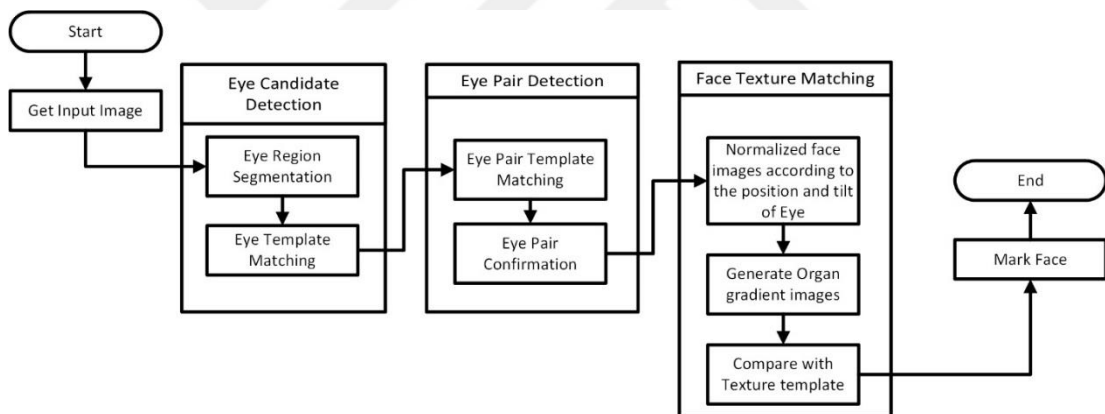 Start
Get Input Image
Eye Candidate
Detection
Eye Region
Segmentation
Eye Template
Matching
Eye Pair Detection
Eye Pair Template
Matching
Eye Pair
Confirmation
Face Texture Matching
Normalized face
images according to
the position and tilt
of Eye
Generate Organ
gradient images
Compare with
Texture template
Mark Face
End